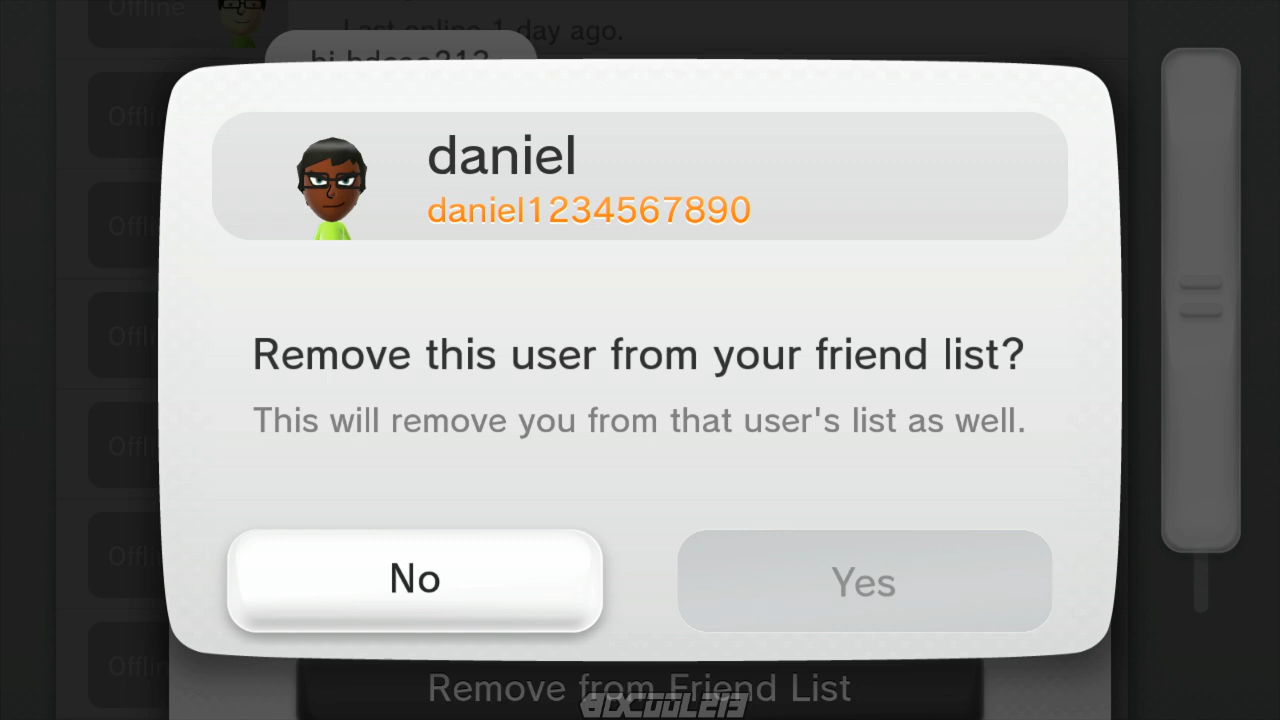 Offline
Last online 1 day ago.
daniel
daniel1234567890
Remove this user from your friend list?
This will remove you from that user's list as well.
No
Yes
Remove from Friend List